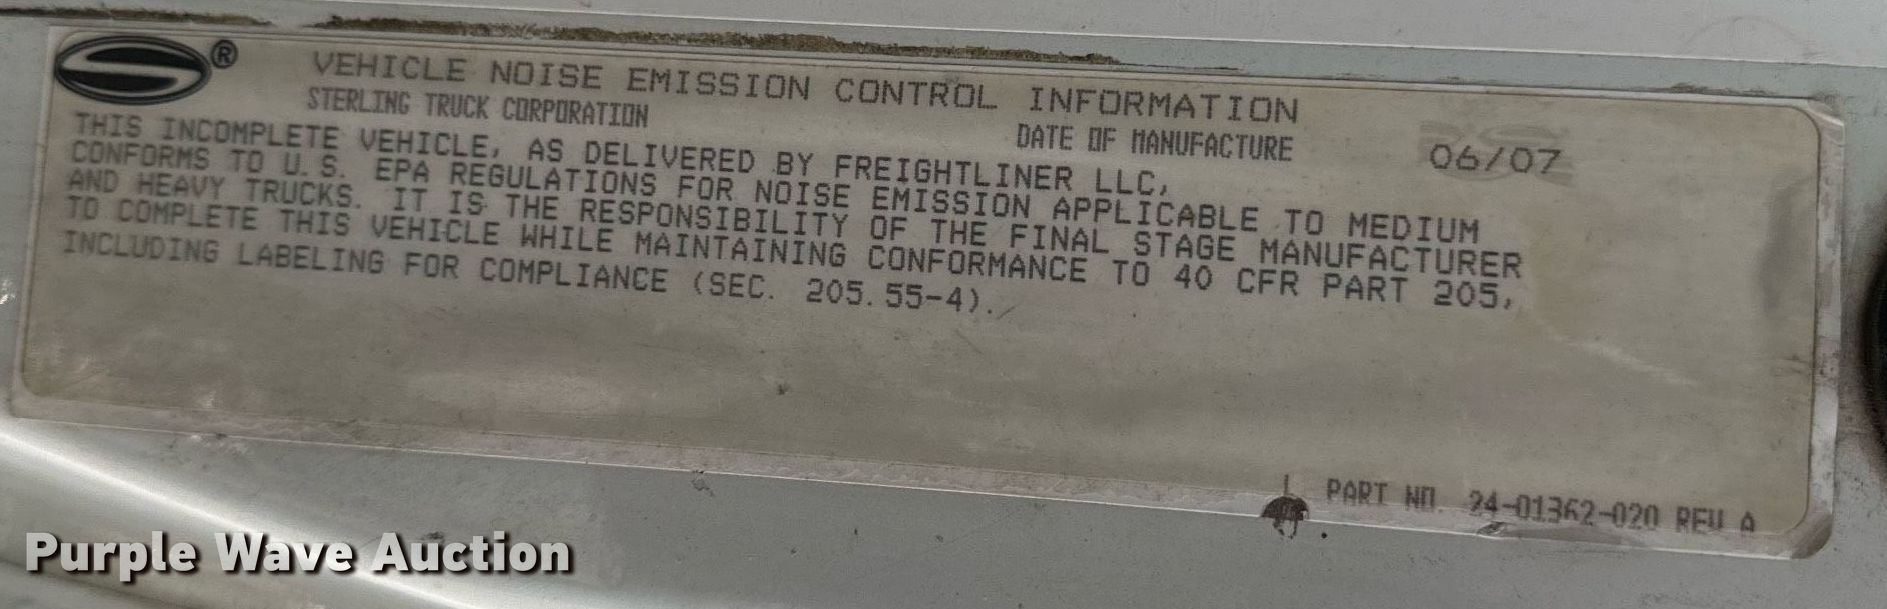 ®
VEHICLE NOISE EMISSION CONTROL INFORMATION
STERLING TRUCK CORPORATION
DATE OF MANUFACTURE 06/07
THIS INCOMPLETE VEHICLE, AS DELIVERED BY FREIGHTLINER LLC,
CONFORMS TO U.S. EPA REGULATIONS FOR NOISE EMISSION APPLICABLE TO MEDIUM
AND HEAVY TRUCKS. IT IS THE RESPONSIBILITY OF THE FINAL STAGE MANUFACTURER
TO COMPLETE THIS VEHICLE WHILE MAINTAINING CONFORMANCE TO 40 CFR PART 205,
INCLUDING LABELING FOR COMPLIANCE (SEC. 205.55-4).
PART NO. 24-01362-020 REV A
Purple Wave Auction